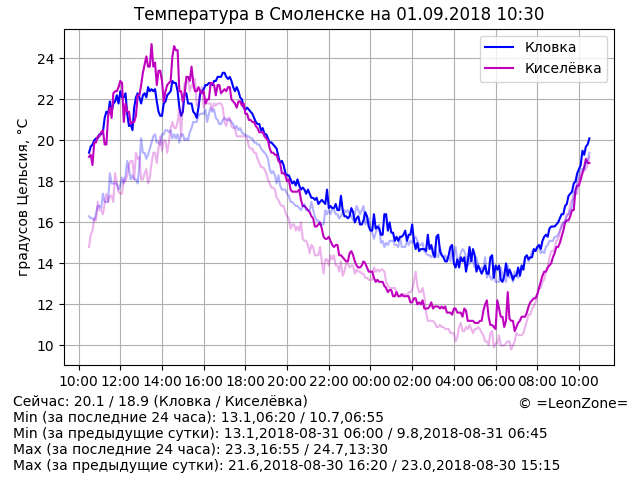 Температура в Смоленске на 01.09.2018 10:30
Кловка
Киселёвка
градусов Цельсия, °C
24
22
20
18
16
14
12
10
10:00 12:00 14:00 16:00 18:00 20:00 22:00 00:00 02:00 04:00 06:00 08:00 10:00
Сейчас: 20.1 / 18.9 (Кловка / Киселёвка)
© =LeonZone=
Min (за последние 24 часа): 13.1,06:20 / 10.7,06:55
Min (за предыдущие сутки): 13.1,2018-08-31 06:00 / 9.8,2018-08-31 06:45
Max (за последние 24 часа): 23.3,16:55 / 24.7,13:30
Max (за предыдущие сутки): 21.6,2018-08-30 16:20 / 23.0,2018-08-30 15:15